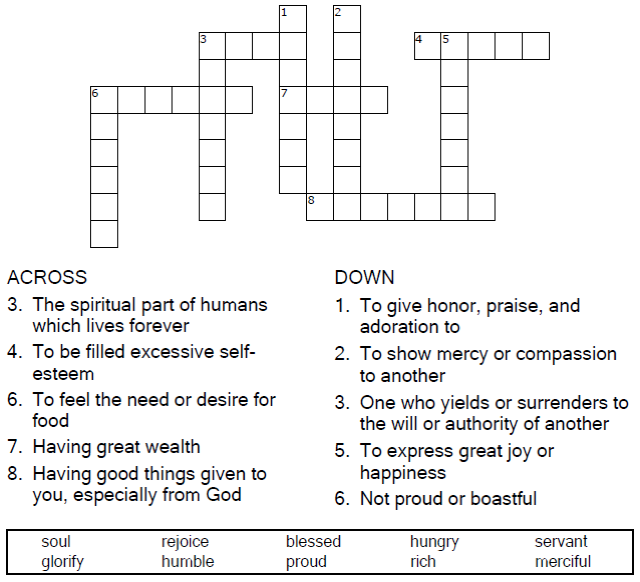 1 2
3 4 5
6 7
8
ACROSS
3. The spiritual part of humans
which lives forever
4. To be filled excessive self-
esteem
6. To feel the need or desire for
food
7. Having great wealth
8. Having good things given to
you, especially from God
DOWN
1. To give honor, praise, and
adoration to
2. To show mercy or compassion
to another
3. One who yields or surrenders to
the will or authority of another
5. To express great joy or
happiness
6. Not proud or boastful
soul rejoice blessed hungry servant
glorify humble proud rich merciful